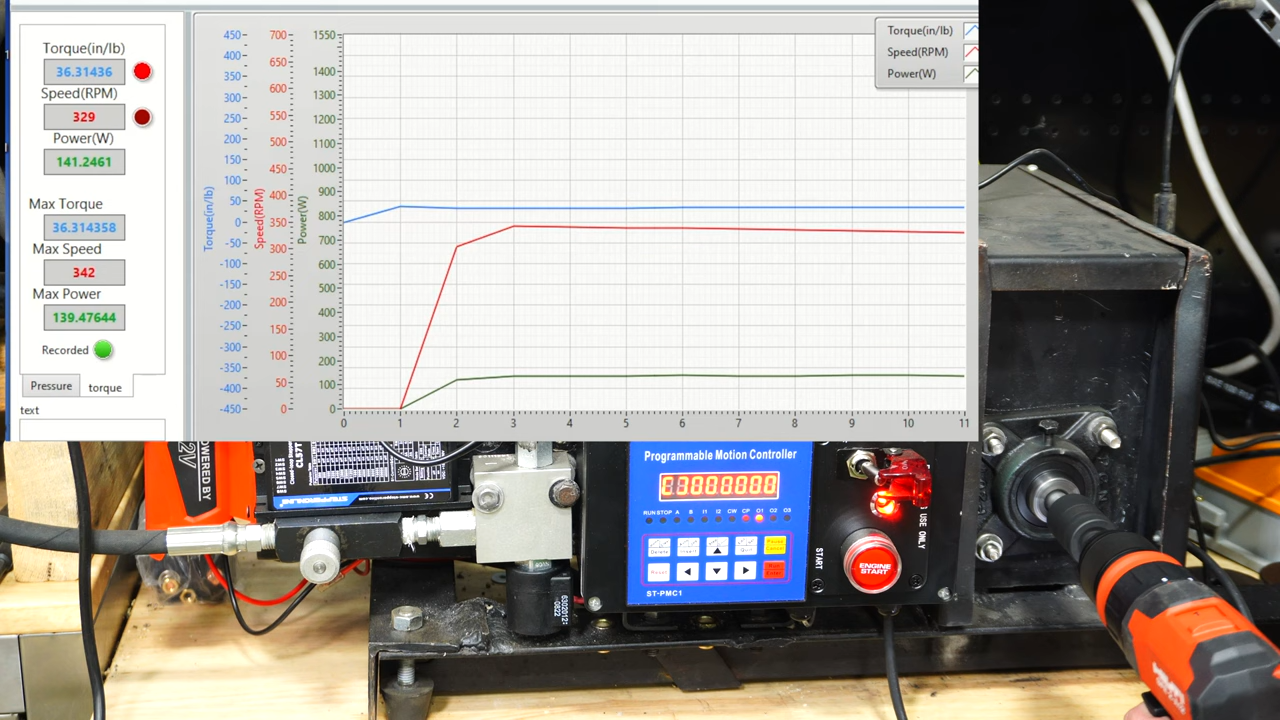 Torque(in/lb)
36.31436
Speed(RPM)
329
Power(W)
141.2461
Max Torque
36.314358
Max Speed
342
Max Power
139.47644
Recorded
Pressure
torque
text
Torque(in/lb)
450
400
350
300
250
200
150
100
50
0
-50
-100
-150
-200
-250
-300
-350
-400
-450
Speed(RPM)
700
650
600
550
500
450
400
350
300
250
200
150
100
50
0
Power(W)
1550
1400
1300
1200
1100
1000
900
800
700
600
500
400
300
200
100
0
0 1 2 3 4 5 6 7 8 9 10 11
Torque(in/lb)
Speed(RPM)
Power(W)
POWERED BY
12V
CL57T
STEPPERONLINE
Programmable Motion Controller
RUN STOP A B I1 I2 CW CP O1 O2 O3
Delete
Insert
Quit
Reset
ST-PMC1
START
ENGINE
START
USE ONLY